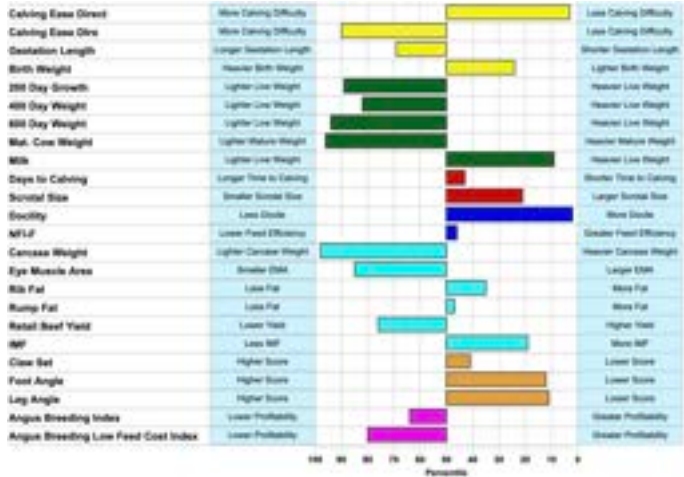 Calving Ease Direct More Calving Difficulty Less Calving Difficulty
Calving Ease Dtrs More Calving Difficulty Less Calving Difficulty
Gestation Length Longer Gestation Length Shorter Gestation Length
Birth Weight Heavier Birth Weight Lighter Birth Weight
200 Day Growth Lighter Live Weight Heavier Live Weight
400 Day Weight Lighter Live Weight Heavier Live Weight
600 Day Weight Lighter Live Weight Heavier Live Weight
Mat. Cow Weight Lighter Mature Weight Heavier Mature Weight
Milk Lighter Live Weight Heavier Live Weight
Days to Calving Longer Time to Calving Shorter Time to Calving
Scrotal Size Smaller Scrotal Size Larger Scrotal Size
Docility Less Docile More Docile
NFI-F Lower Feed Efficiency Greater Feed Efficiency
Carcase Weight Lighter Carcase Weight Heavier Carcase Weight
Eye Muscle Area Smaller EMA Larger EMA
Rib Fat Less Fat More Fat
Rump Fat Less Fat More Fat
Retail Beef Yield Lower Yield Higher Yield
IMF Less IMF More IMF
Claw Set Higher Score Lower Score
Foot Angle Higher Score Lower Score
Leg Angle Higher Score Lower Score
Angus Breeding Index Lower Profitability Greater Profitability
Angus Breeding Low Feed Cost Index Lower Profitability Greater Profitability
100 90 80 70 60 50 40 30 20 10 0
Percentile